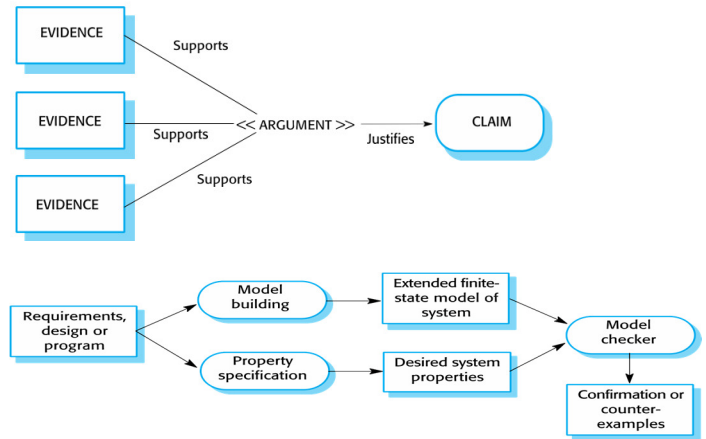 EVIDENCE
Supports
EVIDENCE
Supports
<< ARGUMENT >>
Justifies
CLAIM
EVIDENCE
Supports
Requirements,
design or
program
Model
building
Extended finite-
state model of
system
Property
specification
Desired system
properties
Model
checker
Confirmation or
counter-
examples